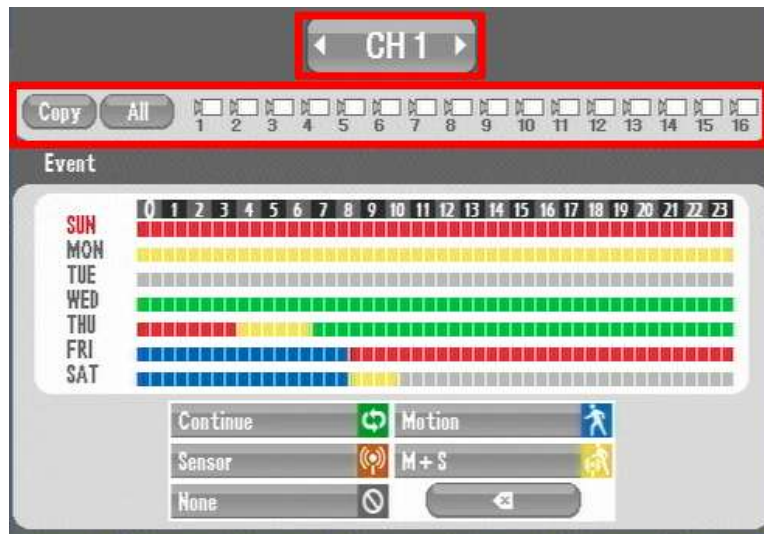 CH 1
Copy All 1 2 3 4 5 6 7 8 9 10 11 12 13 14 15 16
Event
0 1 2 3 4 5 6 7 8 9 10 11 12 13 14 15 16 17 18 19 20 21 22 23
SUN
MON
TUE
WED
THU
FRI
SAT
Continue Motion
Sensor M + S
None